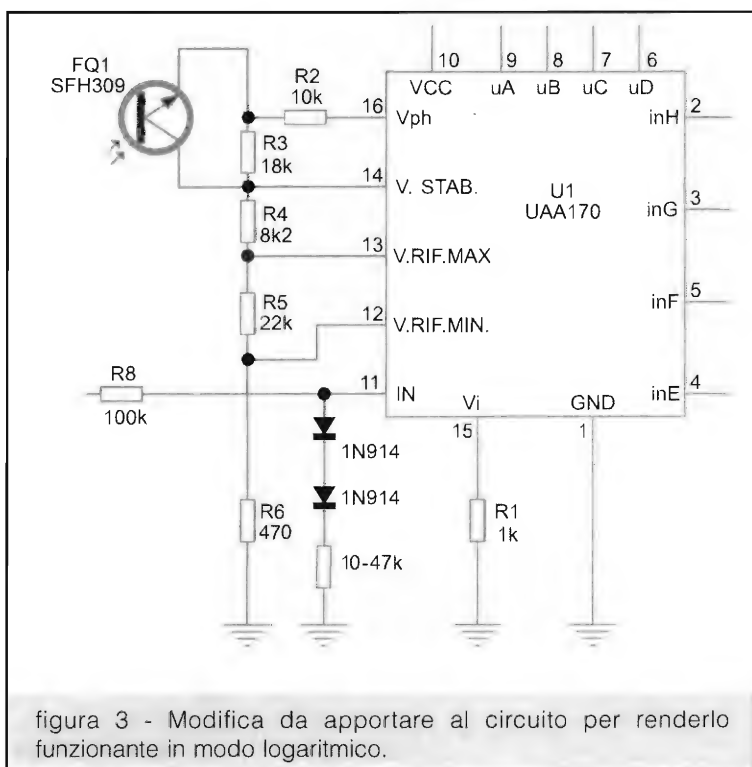 FQ1
SFH309
R2
10k
R3
18k
R4
8k2
R5
22k
R8
100k
R6
470
1N914
1N914
10-47k
R1
1k
10 9 8 7 6
VCC uA uB uC uD
16 Vph
14 V. STAB.
13 V.RIF.MAX
12 V.RIF.MIN.
11 IN
U1
UAA170
inH 2
inG 3
inF 5
inE 4
Vi GND
15 1
figura 3 - Modifica da apportare al circuito per renderlo
funzionante in modo logaritmico.